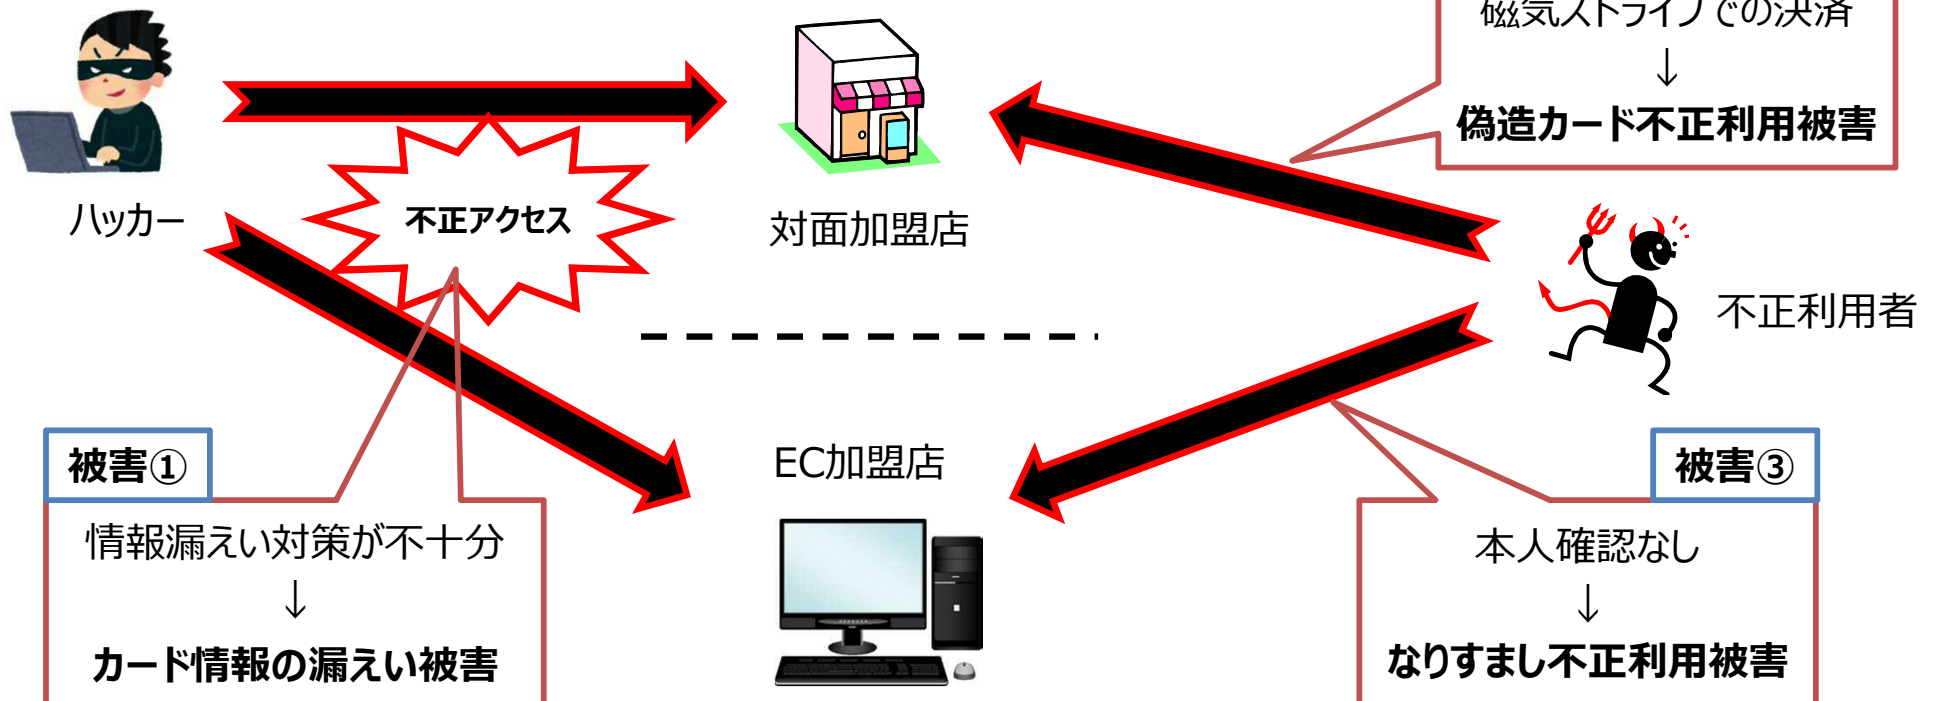 磁気ストライプでの決済
↓
偽造カード不正利用被害
ハッカー
不正アクセス
対面加盟店
不正利用者
EC加盟店
被害①
情報漏えい対策が不十分
↓
カード情報の漏えい被害
被害③
本人確認なし
↓
なりすまし不正利用被害